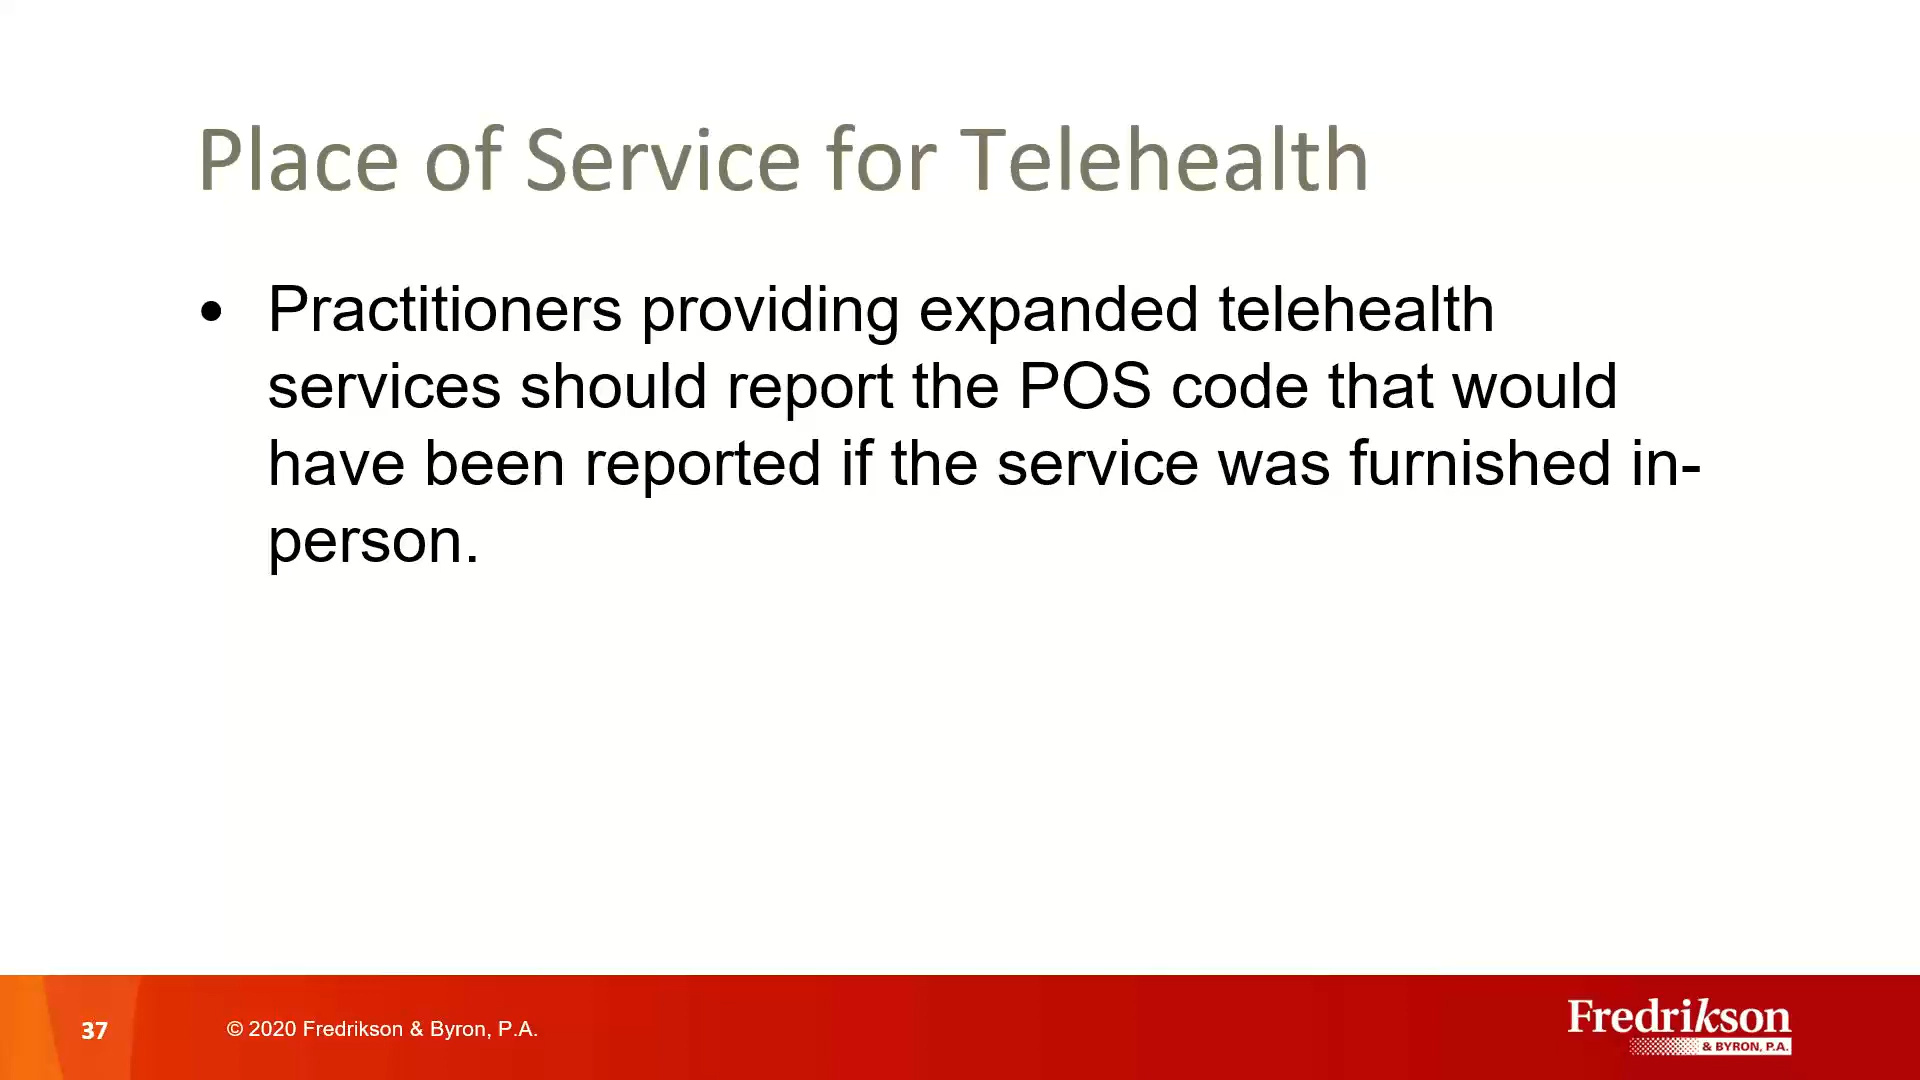 Place of Service for Telehealth
• Practitioners providing expanded telehealth
services should report the POS code that would
have been reported if the service was furnished in-
person.
37
© 2020 Fredrikson & Byron, P.A.
Fredrikson
& BYRON, P.A.